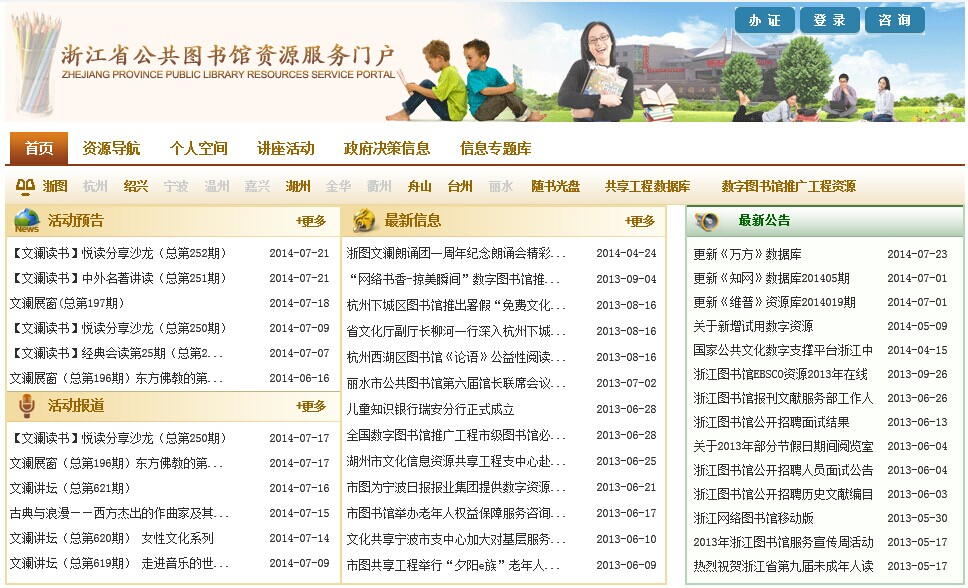 办 证 登 录 咨 询
浙江省公共图书馆资源服务门户
ZHEJIANG PROVINCE PUBLIC LIBRARY RESOURCES SERVICE PORTAL
首页 资源导航 个人空间 讲座活动 政府决策信息 信息专题库
浙图 杭州 绍兴 宁波 温州 嘉兴 湖州 金华 衢州 舟山 台州 丽水 随书光盘 共享工程数据库 数字图书馆推广工程资源
News 活动预告 +更多
【文澜读书】悦读分享沙龙（总第252期） 2014-07-21
【文澜读书】中外名著讲读（总第251期） 2014-07-21
文澜展窗(总第197期) 2014-07-18
【文澜读书】悦读分享沙龙（总第250期） 2014-07-09
【文澜读书】经典会读第25期（总第2... 2014-07-07
文澜展窗（总第196期）东方佛教的第... 2014-06-16
活动报道 +更多
【文澜读书】悦读分享沙龙（总第250期） 2014-07-17
文澜展窗（总第196期）东方佛教的第... 2014-07-17
文澜讲坛（总第621期） 2014-07-16
古典与浪漫－－西方杰出的作曲家及其... 2014-07-15
文澜讲坛（总第620期） 女性文化系列 2014-07-14
文澜讲坛（总第619期） 走进音乐的世... 2014-07-09
最新信息 +更多
浙图文澜朗诵团一周年纪念朗诵会精彩... 2014-04-24
“网络书香-掠美瞬间”数字图书馆推... 2013-09-04
杭州下城区图书馆推出暑假“免费文化... 2013-08-16
省文化厅副厅长柳河一行深入杭州下城... 2013-08-16
杭州西湖区图书馆《论语》公益性阅读... 2013-08-16
丽水市公共图书馆第六届馆长联席会议... 2013-07-02
儿童知识银行瑞安分行正式成立 2013-06-28
全国数字图书馆推广工程市级图书馆必... 2013-06-28
湖州市文化信息资源共享工程支中心赴... 2013-06-25
市图为宁波日报报业集团提供数字资源... 2013-06-21
市图书馆举办老年人权益保障服务咨询... 2013-06-17
文化共享宁波市支中心加大对基层服务... 2013-06-10
市图共享工程举行“夕阳e族”老年人... 2013-06-09
最新公告
更新《万方》数据库 2014-07-23
更新《知网》数据库201405期 2014-07-01
更新《维普》资源库2014019期 2014-07-01
关于新增试用数字资源 2014-05-09
国家公共文化数字支撑平台浙江中 2014-04-15
浙江图书馆EBSCO资源2013年在线 2013-09-26
浙江图书馆报刊文献服务部工作人 2013-06-26
浙江图书馆公开招聘面试结果 2013-06-13
关于2013年部分节假日期间阅览室 2013-06-04
浙江图书馆公开招聘人员面试公告 2013-06-04
浙江图书馆公开招聘历史文献编目 2013-06-03
浙江网络图书馆移动版 2013-05-30
2013年浙江图书馆服务宣传周活动 2013-05-17
热烈祝贺浙江省第九届未成年人读 2013-05-17